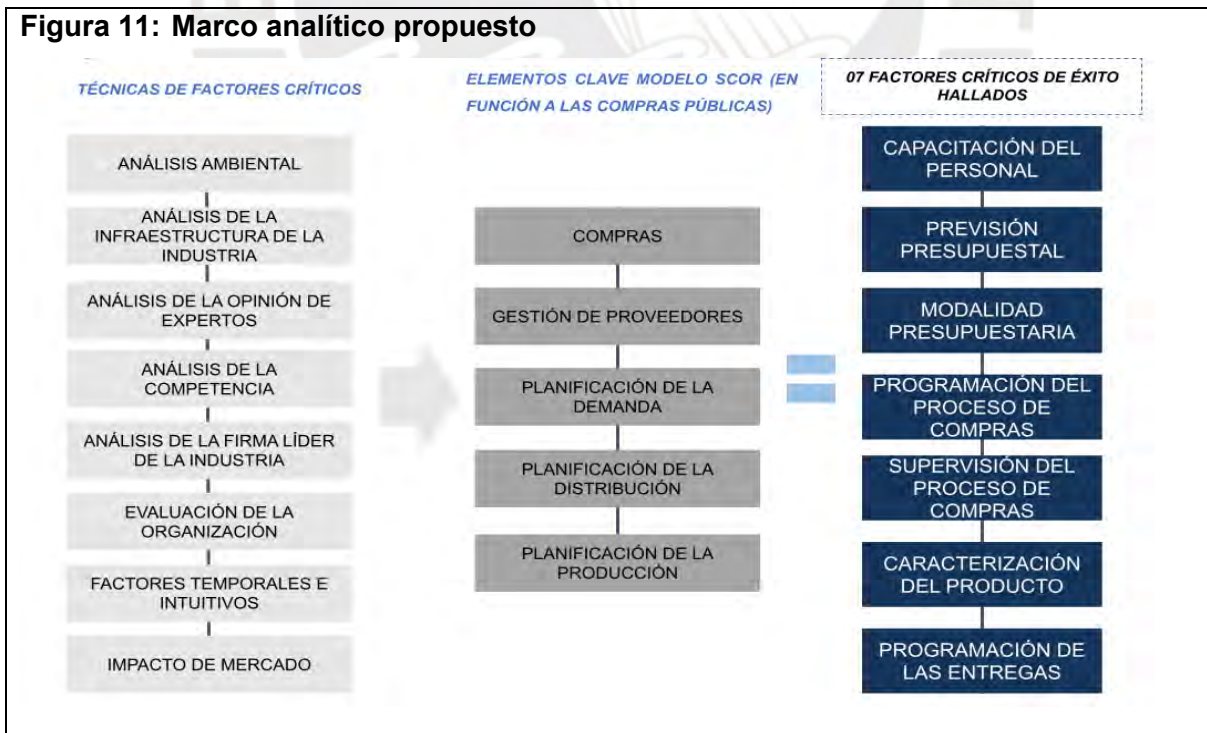 Figura 11: Marco analítico propuesto
TÉCNICAS DE FACTORES CRÍTICOS
ANÁLISIS AMBIENTAL
ANÁLISIS DE LA
INFRAESTRUCTURA DE LA
INDUSTRIA
ANÁLISIS DE LA OPINIÓN DE
EXPERTOS
ANÁLISIS DE LA
COMPETENCIA
ANÁLISIS DE LA FIRMA LÍDER
DE LA INDUSTRIA
EVALUACIÓN DE LA
ORGANIZACIÓN
FACTORES TEMPORALES E
INTUITIVOS
IMPACTO DE MERCADO
ELEMENTOS CLAVE MODELO SCOR (EN
FUNCIÓN A LAS COMPRAS PÚBLICAS)
COMPRAS
GESTIÓN DE PROVEEDORES
PLANIFICACIÓN DE LA
DEMANDA
PLANIFICACIÓN DE LA
DISTRIBUCIÓN
PLANIFICACIÓN DE LA
PRODUCCIÓN
07 FACTORES CRÍTICOS DE ÉXITO
HALLADOS
CAPACITACIÓN DEL
PERSONAL
PREVISIÓN
PRESUPUESTAL
MODALIDAD
PRESUPUESTARIA
PROGRAMACIÓN DEL
PROCESO DE
COMPRAS
SUPERVISIÓN DEL
PROCESO DE
COMPRAS
CARACTERIZACIÓN
DEL PRODUCTO
PROGRAMACIÓN DE
LAS ENTREGAS